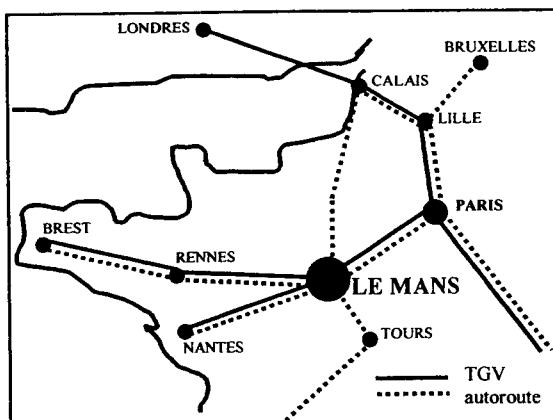 LONDRES
BRUXELLES
CALAIS
LILLE
PARIS
BREST
RENNES
LE MANS
NANTES
TOURS
TGV
autoroute